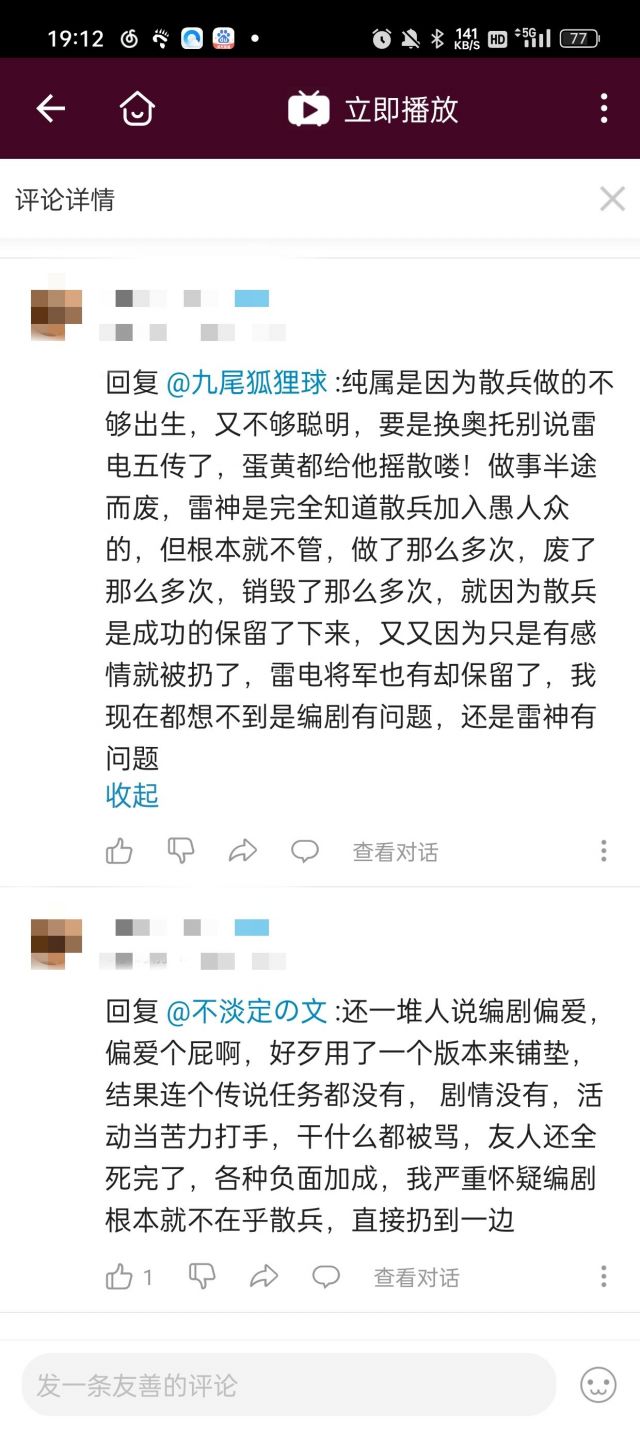 19:12
141 KB/S HD 5G 77
立即播放
评论详情
回复 @九尾狐狸球 :纯属是因为散兵做的不
够出生，又不够聪明，要是换奥托别说雷
电五传了，蛋黄都给他摇散喽！做事半途
而废，雷神是完全知道散兵加入愚人众
的，但根本就不管，做了那么多次，废了
那么多次，销毁了那么多次，就因为散兵
是成功的保留了下来，又又因为只是有感
情就被扔了，雷电将军也有却保留了，我
现在都想不到是编剧有问题，还是雷神有
问题
收起
查看对话
回复 @不淡定の文 :还一堆人说编剧偏爱，
偏爱个屁啊，好歹用了一个版本来铺垫，
结果连个传说任务都没有， 剧情没有，活
动当苦力打手，干什么都被骂，友人还全
死完了，各种负面加成，我严重怀疑编剧
根本就不在乎散兵，直接扔到一边
1 查看对话
发一条友善的评论